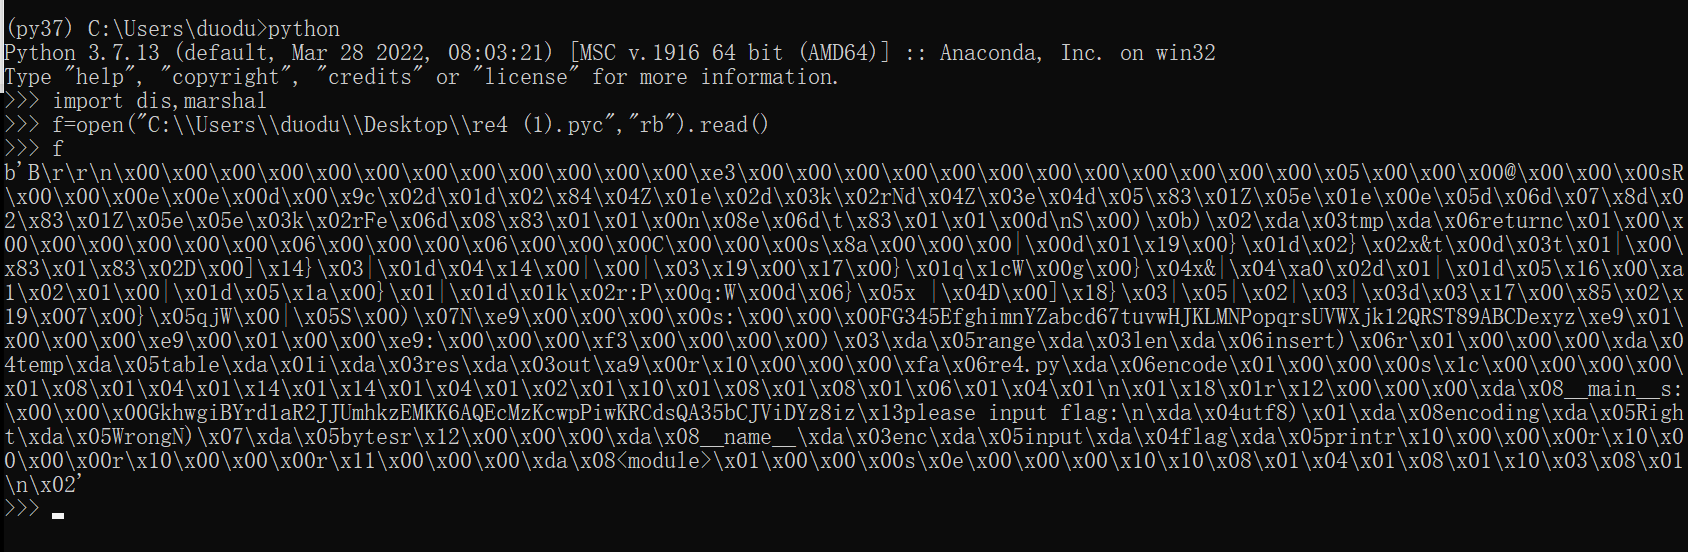 (py37) C:\Users\duodu>python
Python 3.7.13 (default, Mar 28 2022, 08:03:21) [MSC v.1916 64 bit (AMD64)] :: Anaconda, Inc. on win32
Type "help", "copyright", "credits" or "license" for more information.
>>> import dis,marshal
>>> f=open("C:\\Users\\duodu\\Desktop\\re4 (1).pyc","rb").read()
>>> f
b'B\r\r\n\x00\x00\x00\x00\x00\x00\x00\x00\x00\x00\x00\x00\xe3\x00\x00\x00\x00\x00\x00\x00\x00\x00\x00\x00\x00\x05\x00\x00\x00@\x00\x00\x00sR
\x00\x00\x00e\x00e\x00d\x00\x9c\x02d\x01d\x02\x84\x04Z\x01e\x02d\x03k\x02rNd\x04Z\x03e\x04d\x05\x83\x01Z\x05e\x01e\x00e\x05d\x06d\x07\x8d\x0
2\x83\x01Z\x05e\x05e\x03k\x02rFe\x06d\x08\x83\x01\x01\x00n\x08e\x06d\t\x83\x01\x01\x00d\nS\x00)\x0b)\x02\xda\x03tmp\xda\x06returnc\x01\x00\x
00\x00\x00\x00\x00\x00\x06\x00\x00\x00\x06\x00\x00\x00C\x00\x00\x00s\x8a\x00\x00\x00|\x00d\x01\x19\x00}\x01d\x02}\x02x&t\x00d\x03t\x01|\x00\
x83\x01\x83\x02D\x00]\x14}\x03|\x01d\x04\x14\x00|\x00|\x03\x19\x00\x17\x00}\x01q\x1cW\x00g\x00}\x04x&|\x04\xa0\x02d\x01|\x01d\x05\x16\x00\xa
1\x02\x01\x00|\x01d\x05\x1a\x00}\x01|\x01d\x01k\x02r:P\x00q:W\x00d\x06}\x05x |\x04D\x00]\x18}\x03|\x05|\x02|\x03|\x03d\x03\x17\x00\x85\x02\x
19\x007\x00}\x05qjW\x00|\x05S\x00)\x07N\xe9\x00\x00\x00\x00s:\x00\x00\x00FG345EfghimnYZabcd67tuvwHJKLMNPopqrsUVWXjk12QRST89ABCDexyz\xe9\x01\
x00\x00\x00\xe9\x00\x01\x00\x00\xe9:\x00\x00\x00\xf3\x00\x00\x00\x00)\x03\xda\x05range\xda\x03len\xda\x06insert)\x06r\x01\x00\x00\x00\xda\x0
4temp\xda\x05table\xda\x01i\xda\x03res\xda\x03out\xa9\x00r\x10\x00\x00\x00\xfa\x06re4.py\xda\x06encode\x01\x00\x00\x00s\x1c\x00\x00\x00\x00\
x01\x08\x01\x04\x01\x14\x01\x14\x01\x04\x01\x02\x01\x10\x01\x08\x01\x08\x01\x06\x01\x04\x01\n\x01\x18\x01r\x12\x00\x00\x00\xda\x08__main__s:
\x00\x00\x00GkhwgiBYrd1aR2JJUmhkzEMKK6AQEcMzKcwpPiwKRCdsQA35bCJViDYz8iz\x13please input flag:\n\xda\x04utf8)\x01\xda\x08encoding\xda\x05Righ
t\xda\x05WrongN)\x07\xda\x05bytesr\x12\x00\x00\x00\xda\x08__name__\xda\x03enc\xda\x05input\xda\x04flag\xda\x05printr\x10\x00\x00\x00r\x10\x0
0\x00\x00r\x10\x00\x00\x00r\x11\x00\x00\x00\xda\x08<module>\x01\x00\x00\x00s\x0e\x00\x00\x00\x10\x10\x08\x01\x04\x01\x08\x01\x10\x03\x08\x01
\n\x02'
>>>